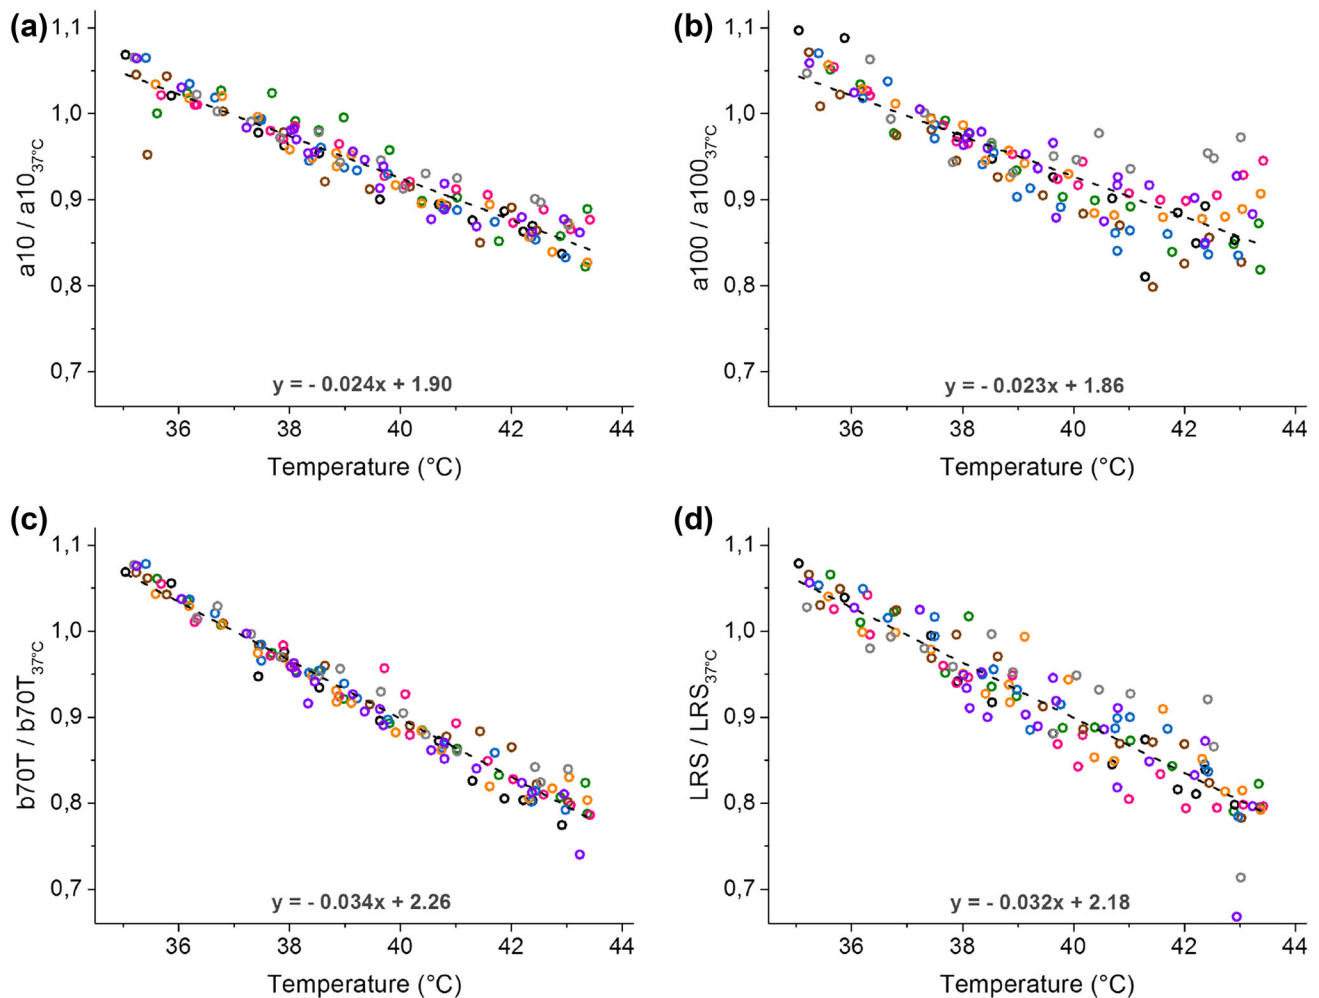 (a)
1,1
1,0
0,9
0,8
0,7
a10 / a10₃₇°C
y = - 0.024x + 1.90
36 38 40 42 44
Temperature (°C)
(b)
1,1
1,0
0,9
0,8
0,7
a100 / a100₃₇°C
y = - 0.023x + 1.86
36 38 40 42 44
Temperature (°C)
(c)
1,1
1,0
0,9
0,8
0,7
b70T / b70T₃₇°C
y = - 0.034x + 2.26
36 38 40 42 44
Temperature (°C)
(d)
1,1
1,0
0,9
0,8
0,7
LRS / LRS₃₇°C
y = - 0.032x + 2.18
36 38 40 42 44
Temperature (°C)